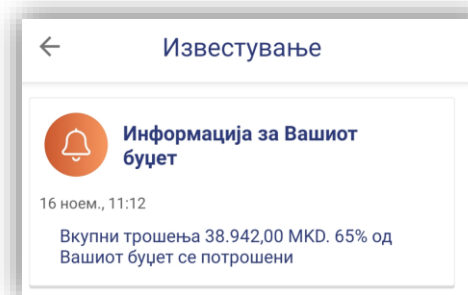 Известување
Информација за Вашиот
буџет
16 ноем., 11:12
Вкупни трошења 38.942,00 MKD. 65% од
Вашиот буџет се потрошени